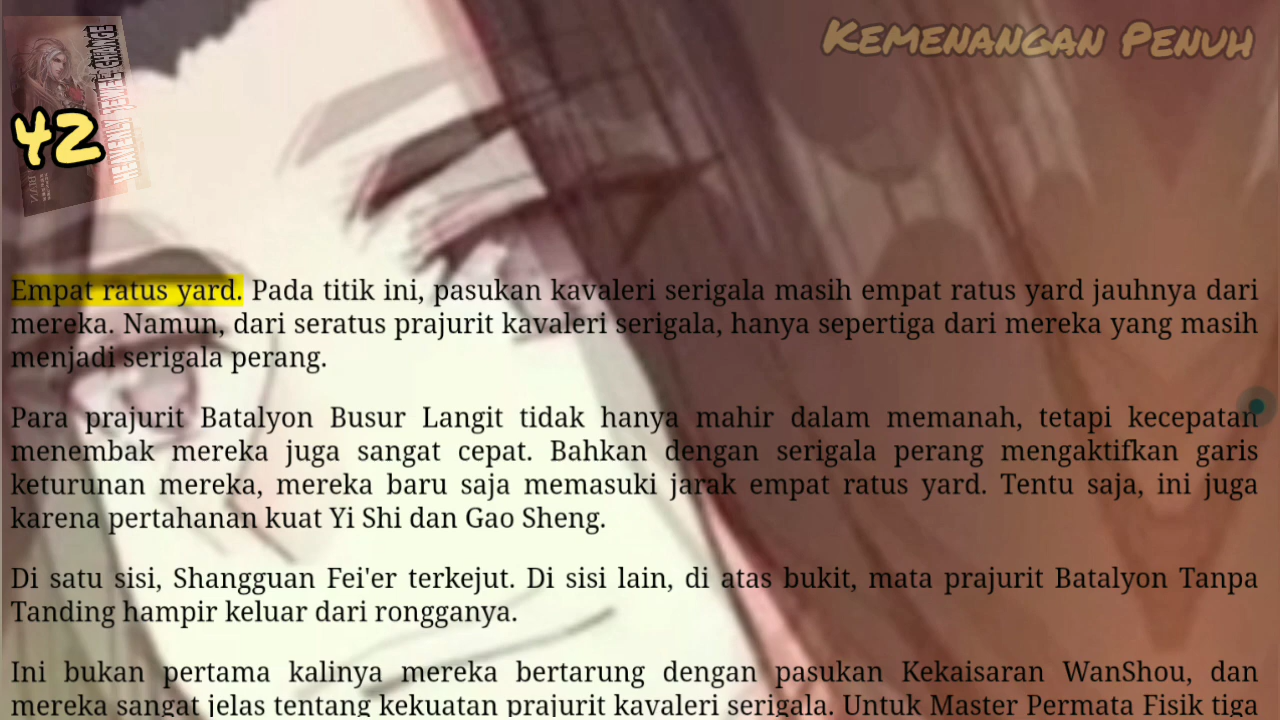 Kemenangan Penuh
HEAVENLY JEWEL CHANGE
42
Empat ratus yard. Pada titik ini, pasukan kavaleri serigala masih empat ratus yard jauhnya dari
mereka. Namun, dari seratus prajurit kavaleri serigala, hanya sepertiga dari mereka yang masih
menjadi serigala perang.
Para prajurit Batalyon Busur Langit tidak hanya mahir dalam memanah, tetapi kecepatan
menembak mereka juga sangat cepat. Bahkan dengan serigala perang mengaktifkan garis
keturunan mereka, mereka baru saja memasuki jarak empat ratus yard. Tentu saja, ini juga
karena pertahanan kuat Yi Shi dan Gao Sheng.
Di satu sisi, Shangguan Fei'er terkejut. Di sisi lain, di atas bukit, mata prajurit Batalyon Tanpa
Tanding hampir keluar dari rongganya.
Ini bukan pertama kalinya mereka bertarung dengan pasukan Kekaisaran WanShou, dan
mereka sangat jelas tentang kekuatan prajurit kavaleri serigala. Untuk Master Permata Fisik tiga